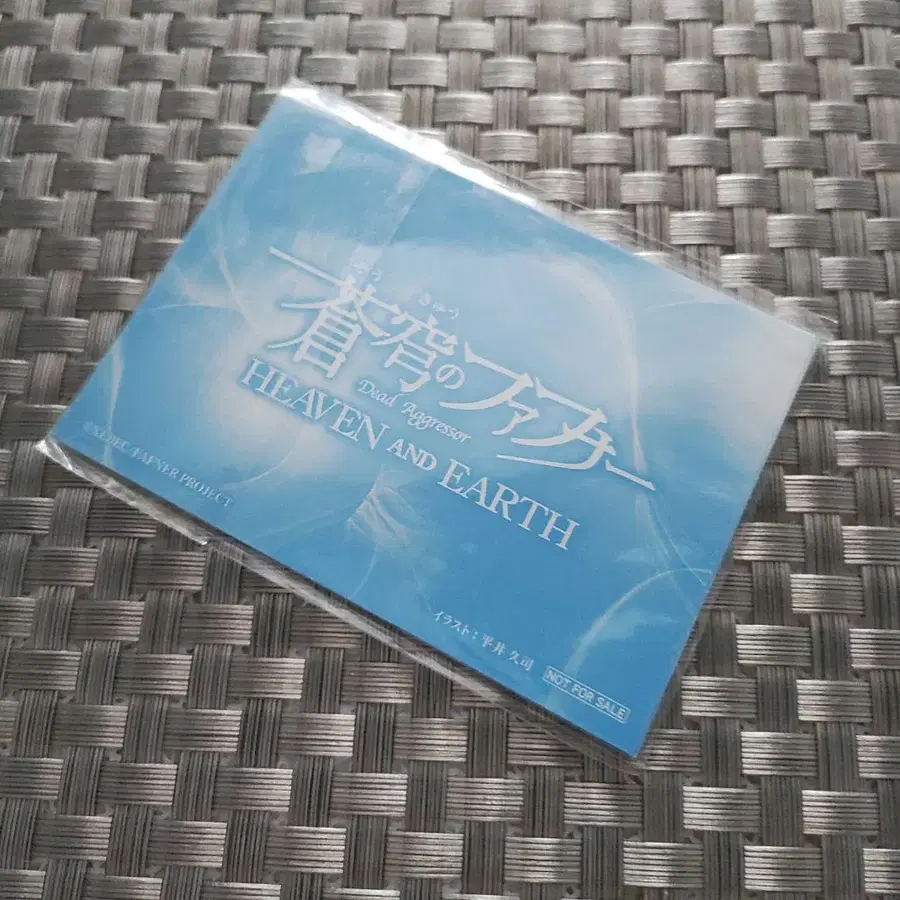 そう きゅう
蒼穹のファフナー
Dead Aggressor
HEAVEN AND EARTH
©XEBEC・FAFNER PROJECT
イラスト：平井 久司
NOT FOR SALE